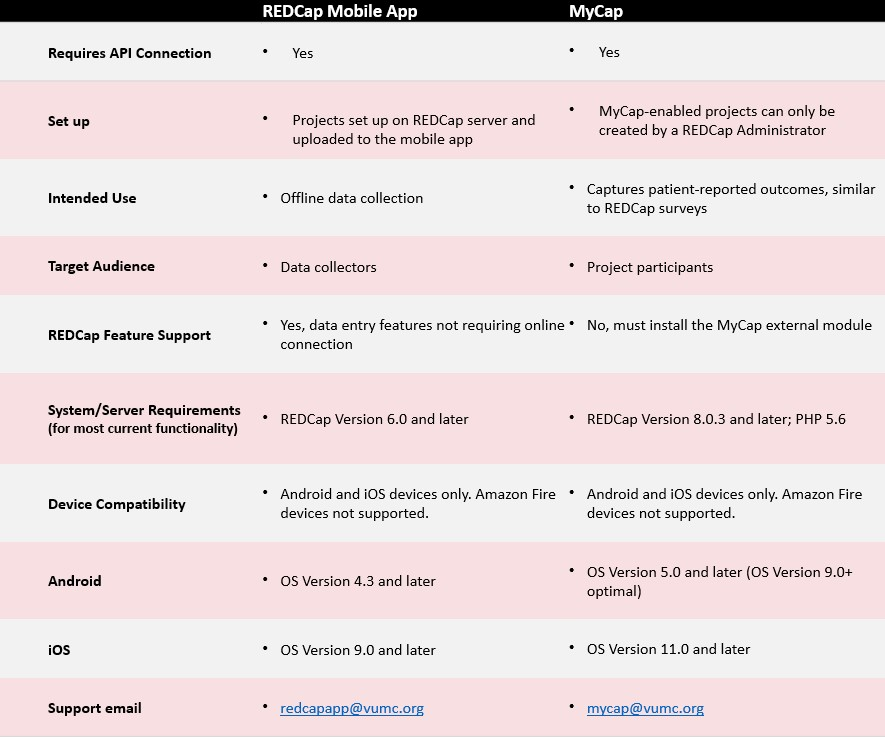 REDCap Mobile App MyCap
Requires API Connection • Yes • Yes
Set up • Projects set up on REDCap server and uploaded to the mobile app • MyCap-enabled projects can only be created by a REDCap Administrator
Intended Use • Offline data collection • Captures patient-reported outcomes, similar to REDCap surveys
Target Audience • Data collectors • Project participants
REDCap Feature Support • Yes, data entry features not requiring online connection • No, must install the MyCap external module
System/Server Requirements (for most current functionality) • REDCap Version 6.0 and later • REDCap Version 8.0.3 and later; PHP 5.6
Device Compatibility • Android and iOS devices only. Amazon Fire devices not supported. • Android and iOS devices only. Amazon Fire devices not supported.
Android • OS Version 4.3 and later • OS Version 5.0 and later (OS Version 9.0+ optimal)
iOS • OS Version 9.0 and later • OS Version 11.0 and later
Support email • redcapapp@vumc.org • mycap@vumc.org